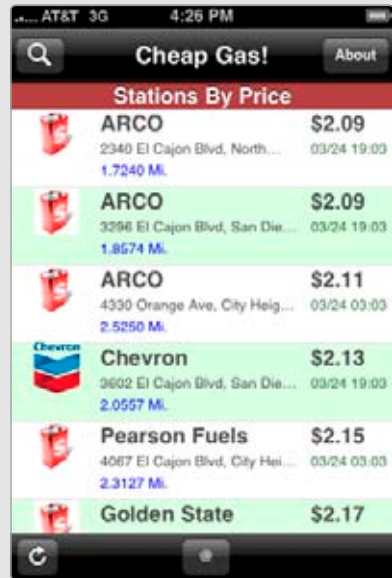 AT&T 3G 4:26 PM
Cheap Gas! About
Stations By Price
ARCO $2.09
2340 El Cajon Blvd, North... 03/24 19:03
1.7240 Mi.
ARCO $2.09
3296 El Cajon Blvd, San Die... 03/24 19:03
1.8574 Mi.
ARCO $2.11
4330 Orange Ave, City Heig... 03/24 03:03
2.5250 Mi.
Chevron
Chevron $2.13
3602 El Cajon Blvd, San Die... 03/24 19:03
2.0557 Mi.
Pearson Fuels $2.15
4067 El Cajon Blvd, City Hei... 03/24 03:03
2.3127 Mi.
Golden State $2.17